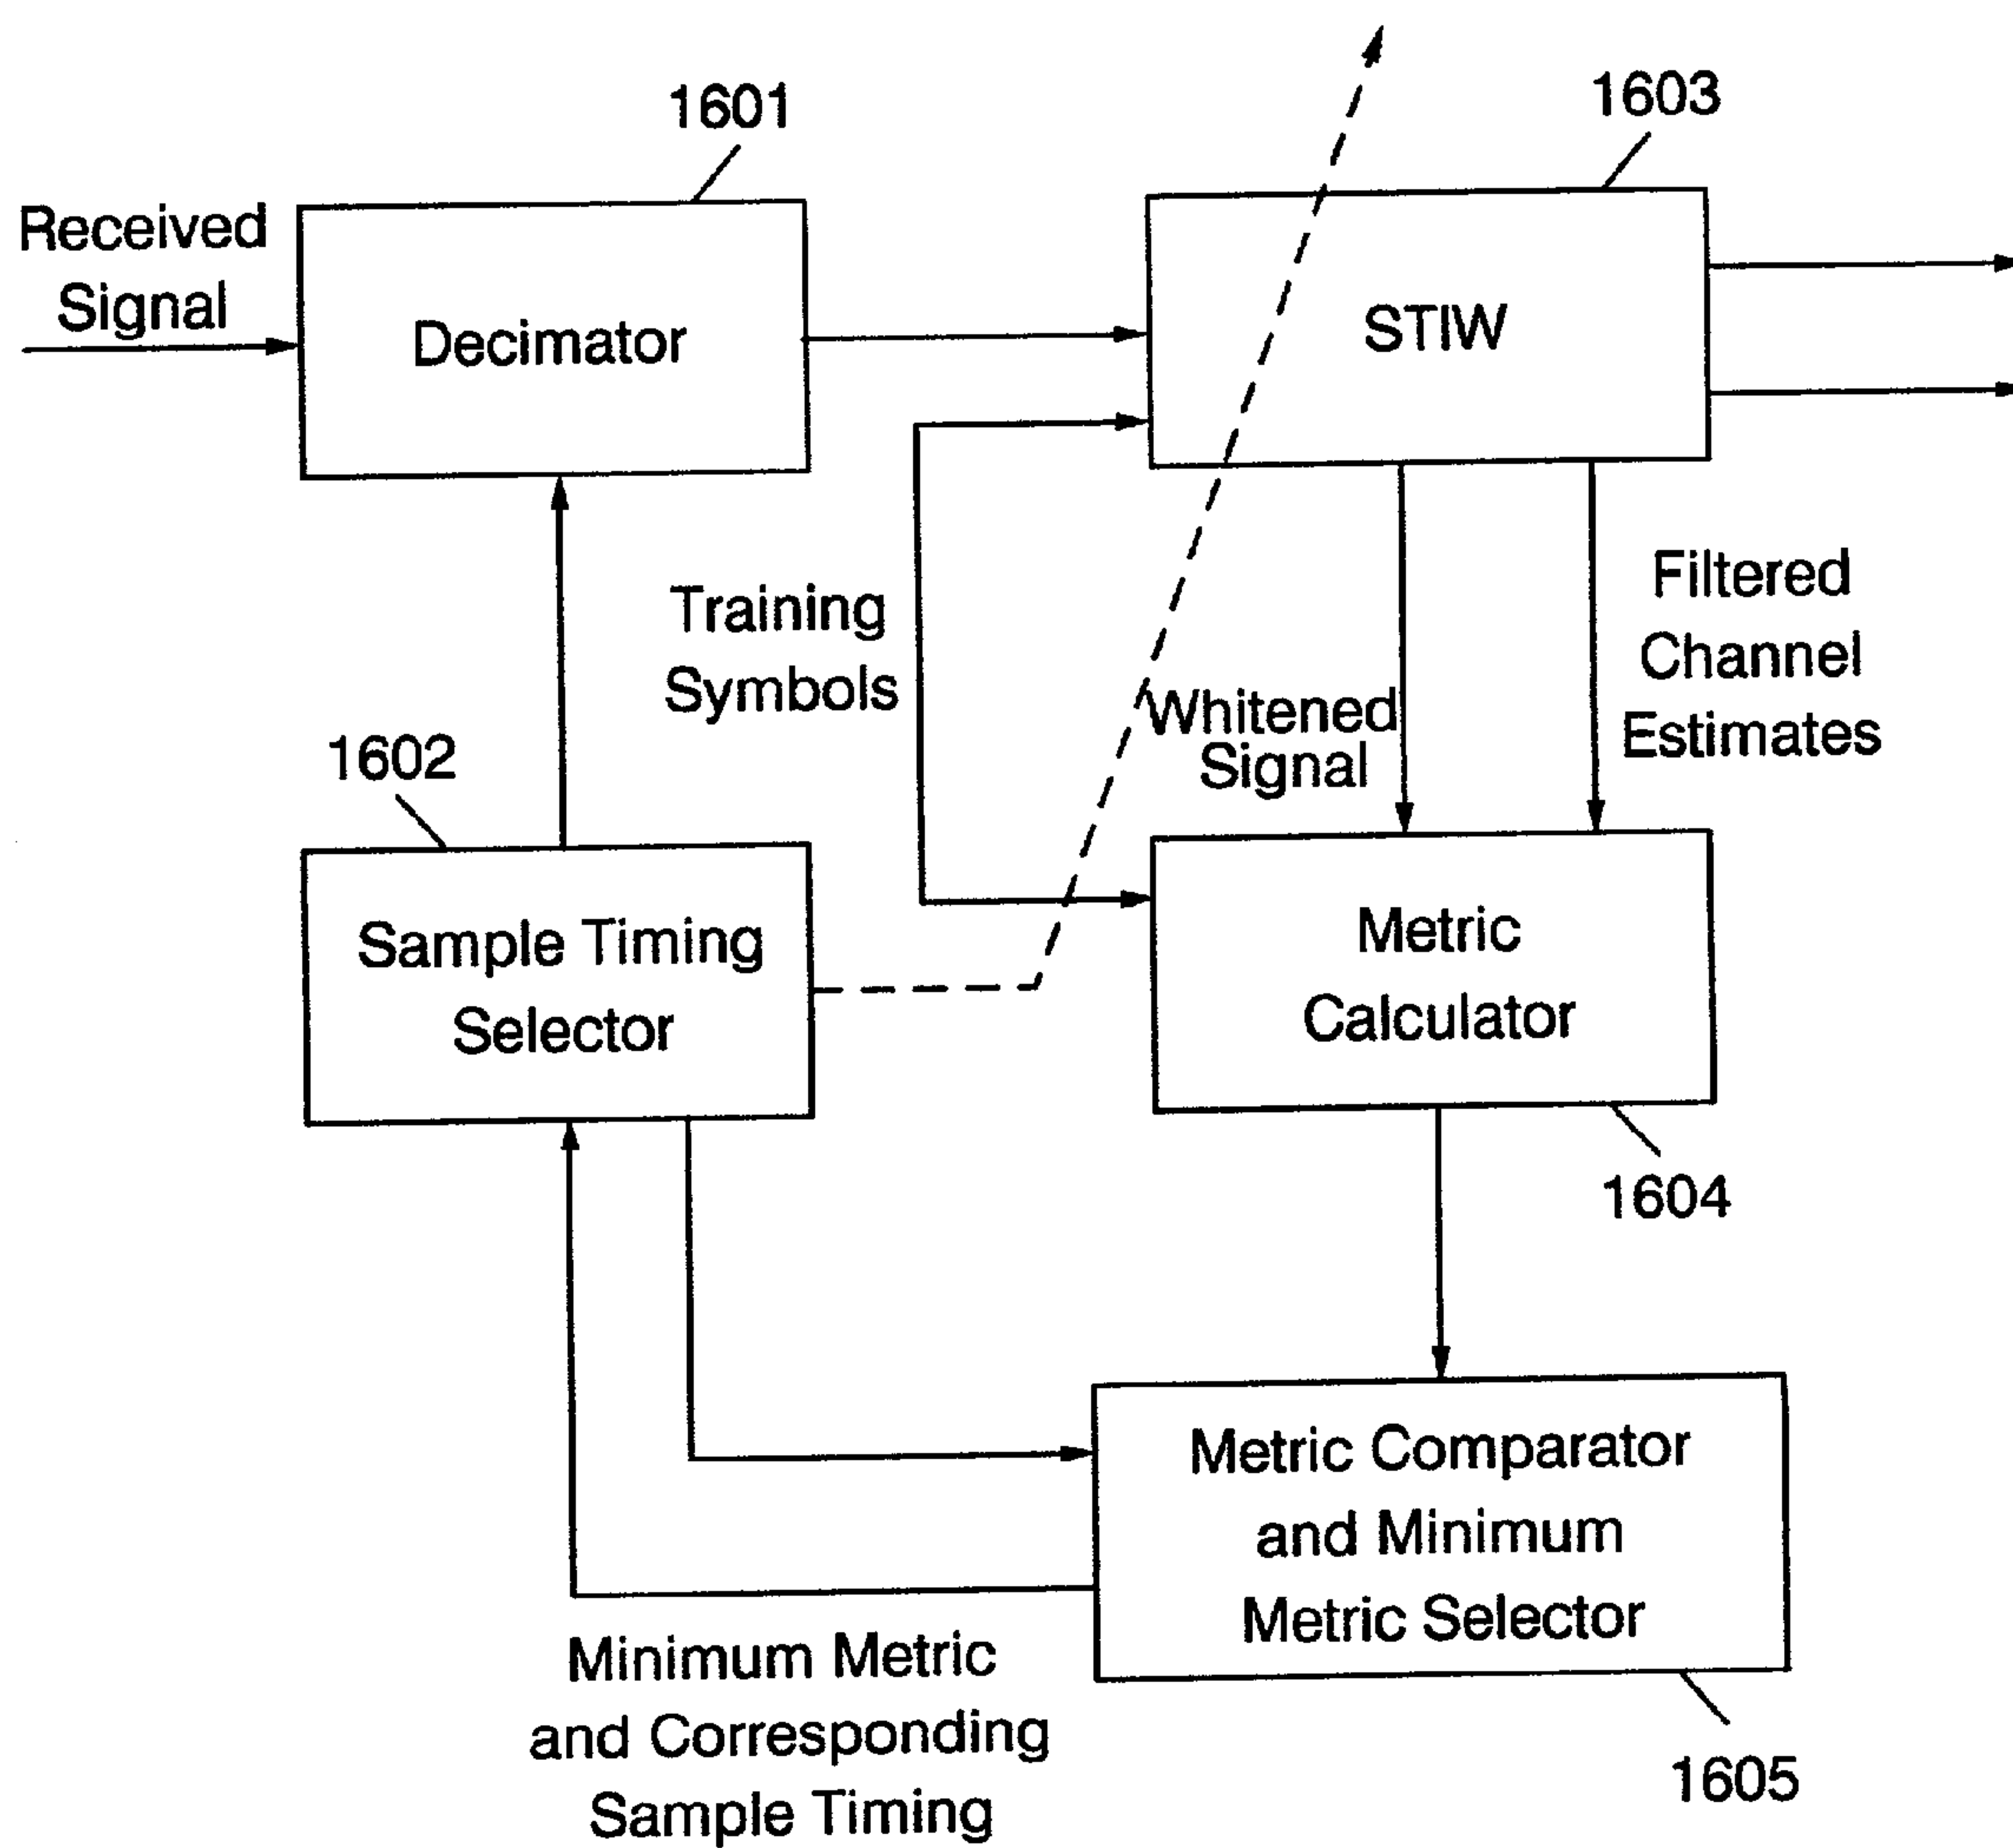 1601
1603
Received
Signal
Decimator
STIW
Training
Symbols
Filtered
Channel
Estimates
Whitened
Signal
1602
Sample Timing
Selector
Metric
Calculator
1604
Metric Comparator
and Minimum
Metric Selector
Minimum Metric
and Corresponding
Sample Timing
1605